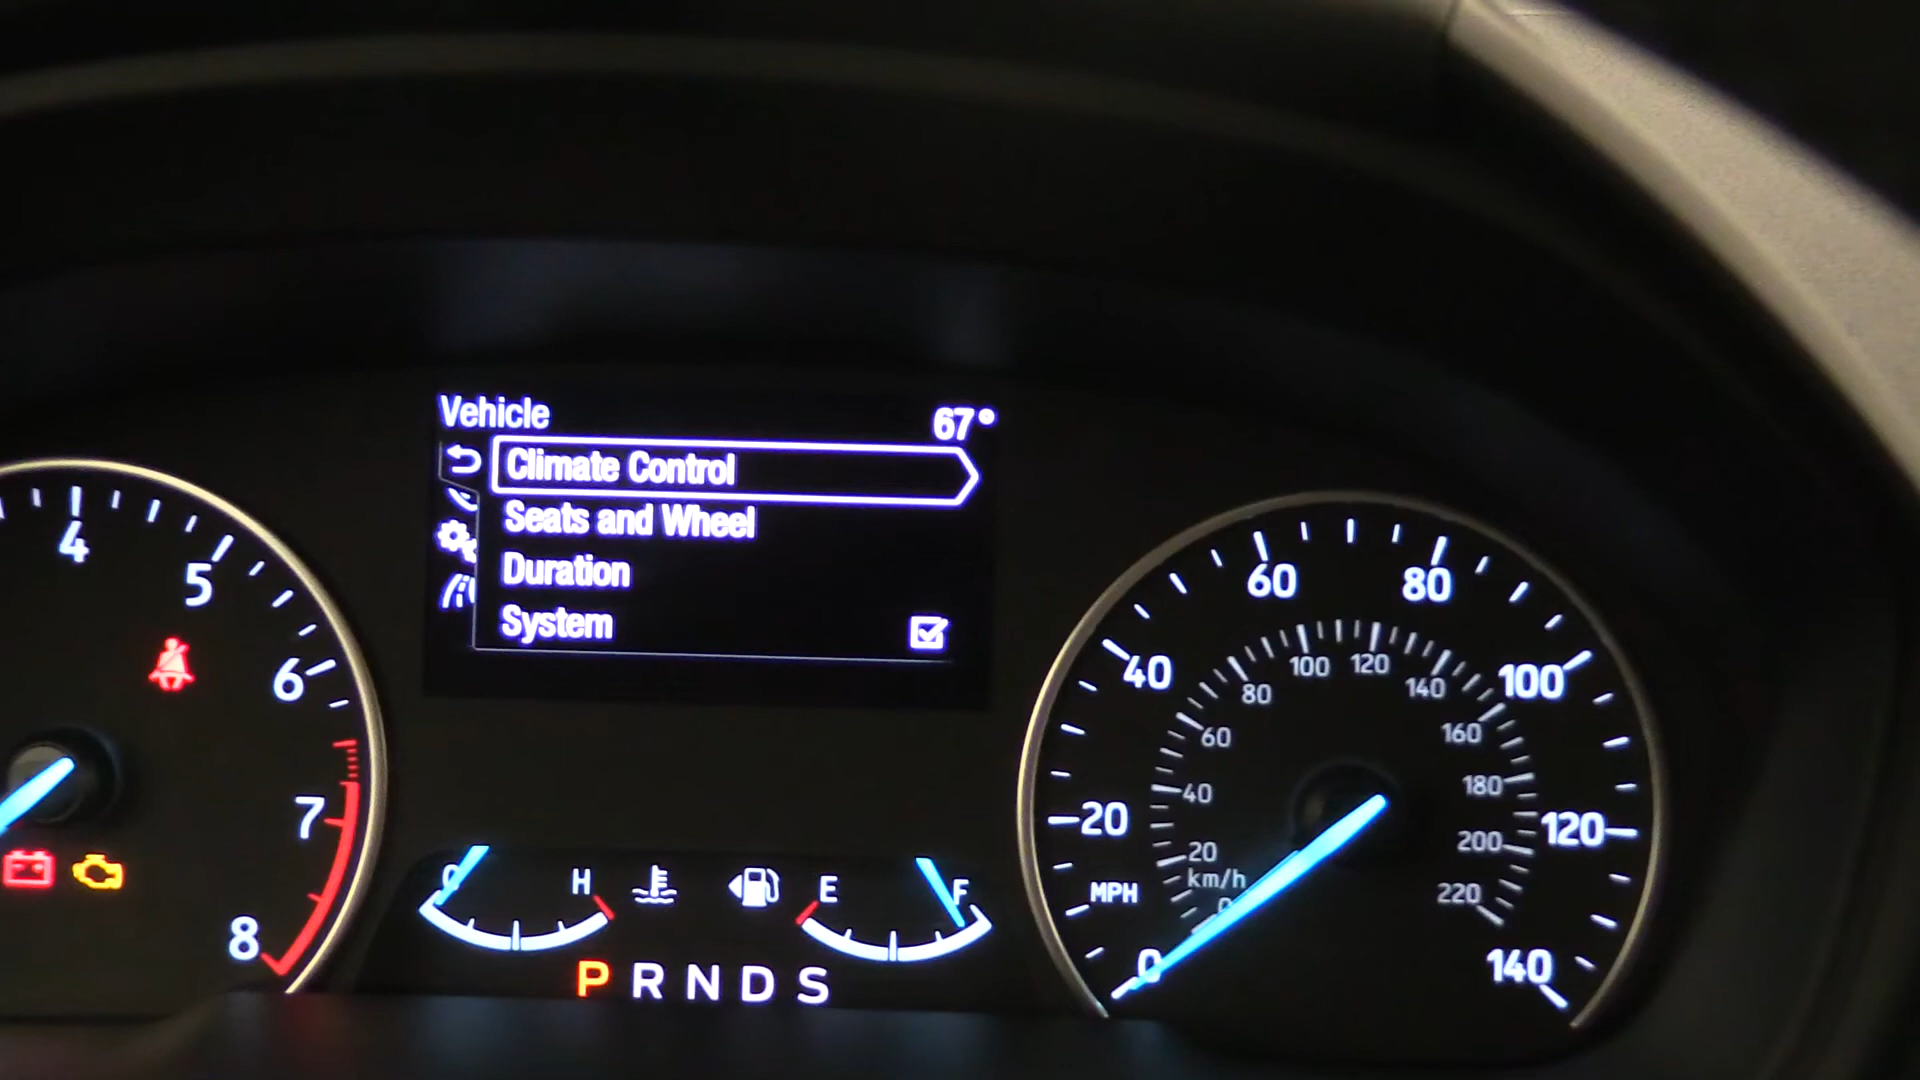 Vehicle 67°
Climate Control
Seats and Wheel
Duration
System
4
5
6
7
8
H
E
F
P R N D S
0
20
40
60
80
100
120
140
MPH
km/h
20
40
60
80
100
120
140
160
180
200
220